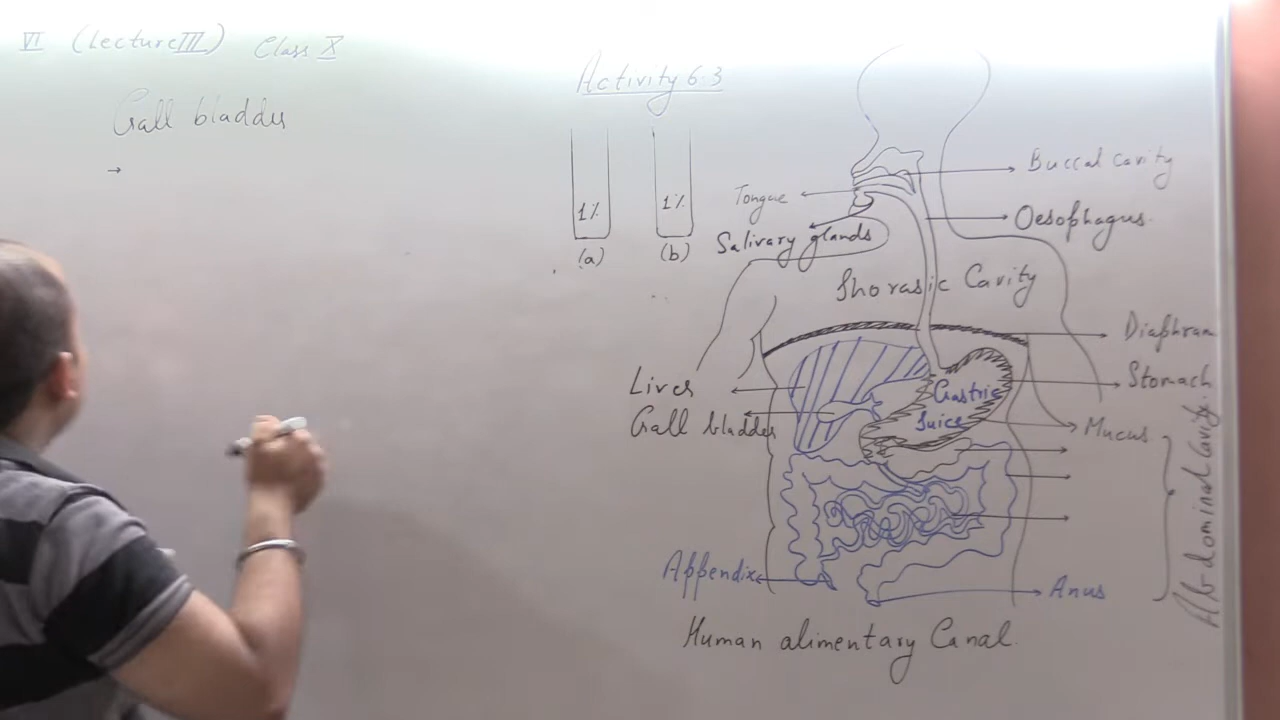 VI (Lecture III) Class X
Gall bladder
→
Activity 6.3
1%
1%
(a)
(b)
Buccal cavity
Tongue
Oesophagus
Salivary glands
Thorasic Cavity
Diaphram
Liver
Stomach
Gastric
Juice
Gall bladder
Mucus
Abdominal Cavity.
Appendix
Anus
Human alimentary Canal.